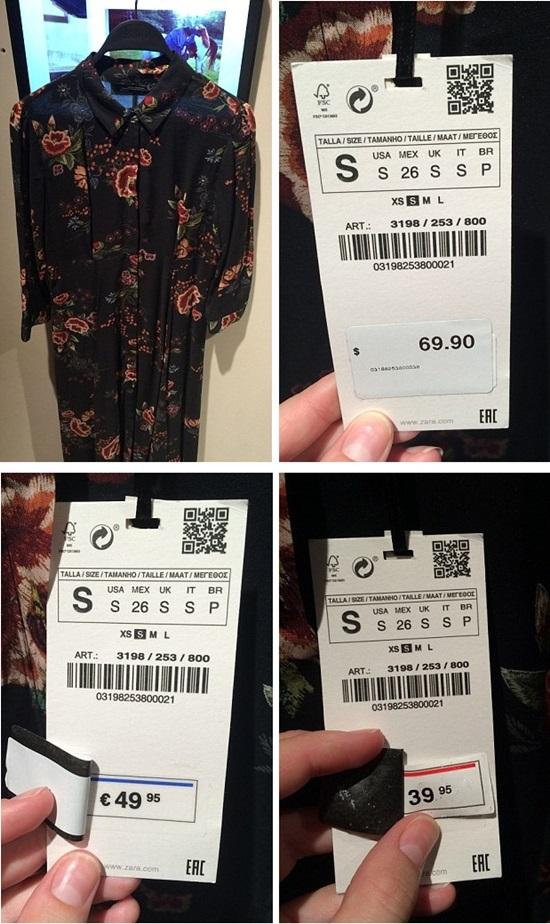 FSC
TALLA / SIZE / TAMANHO / TAILLE / MAAT / ΜΕΓΕΘΟΣ
S
USA MEX UK IT BR
S 26 S S P
XS S M L
ART.: 3198 / 253 / 800
03198253800021
$ 69.90
www.zara.com
EAC
FSC
TALLA / SIZE / TAMANHO / TAILLE / MAAT / ΜΕΓΕΘΟΣ
S
USA MEX UK IT BR
S 26 S S P
XS S M L
ART.: 3198 / 253 / 800
03198253800021
€ 49 95
www.zara.com
EAC
FSC
TALLA / SIZE / TAMANHO / TAILLE / MAAT / ΜΕΓΕΘΟΣ
S
USA MEX UK IT BR
S 26 S S P
XS S M L
ART.: 3198 / 253 / 800
03198253800021
39 95
EAC